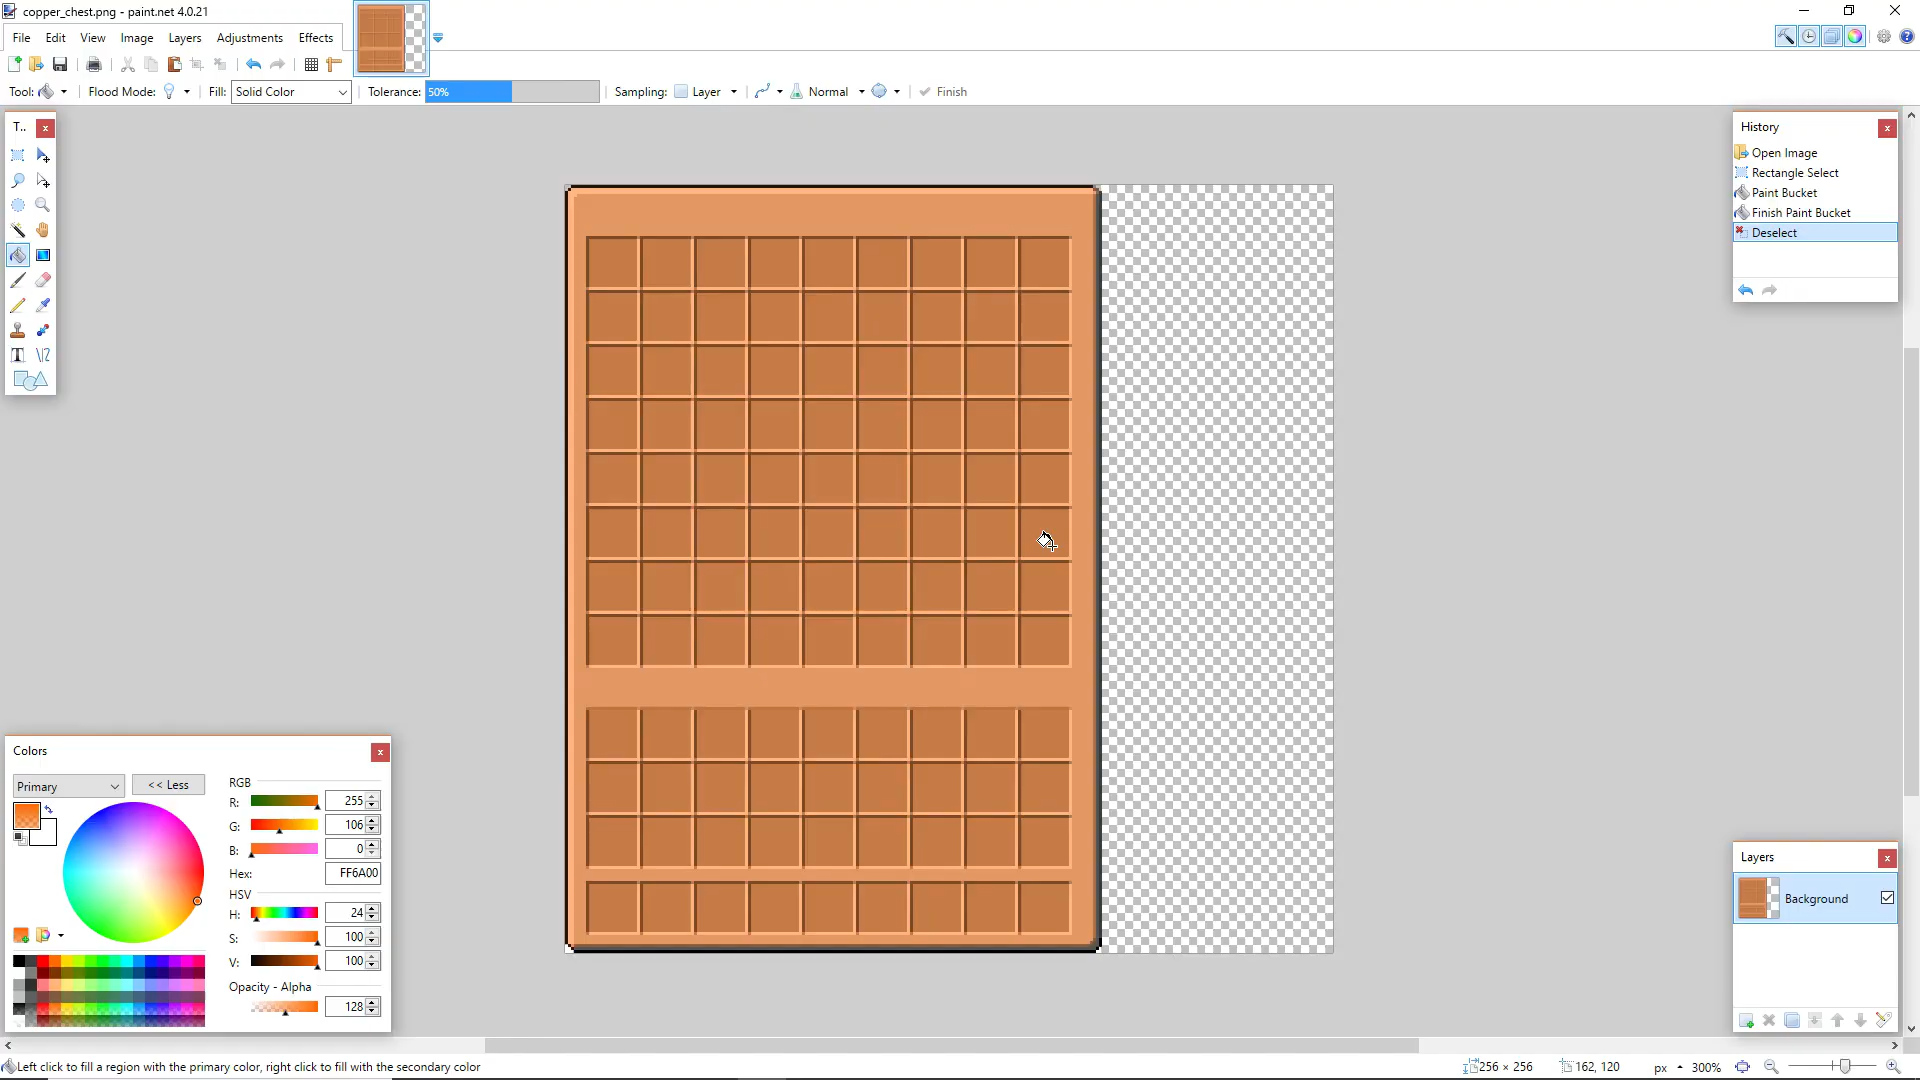 copper_chest.png - paint.net 4.0.21
File Edit View Image Layers Adjustments Effects
Tool: Flood Mode: Fill: Solid Color Tolerance: 50% Sampling: Layer Normal Finish
T..
History
Open Image
Rectangle Select
Paint Bucket
Finish Paint Bucket
Deselect
Colors
Primary
<< Less
RGB
R: 255
G: 106
B: 0
Hex: FF6A00
HSV
H: 24
S: 100
V: 100
Opacity - Alpha
128
Layers
Background
Left click to fill a region with the primary color, right click to fill with the secondary color
256 × 256
162, 120
px
300%